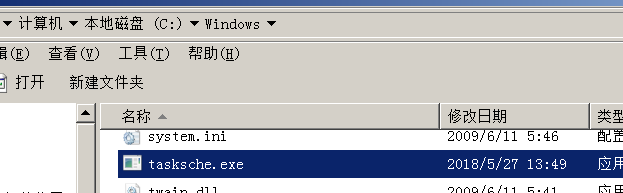 计算机 本地磁盘 (C:) Windows
(E) 查看(V) 工具(T) 帮助(H)
打开 新建文件夹
名称 修改日期 类型
system.ini 2009/6/11 5:46 配置
tasksche.exe 2018/5/27 13:49 应用
twain.dll 2009/6/11 5:41 应用